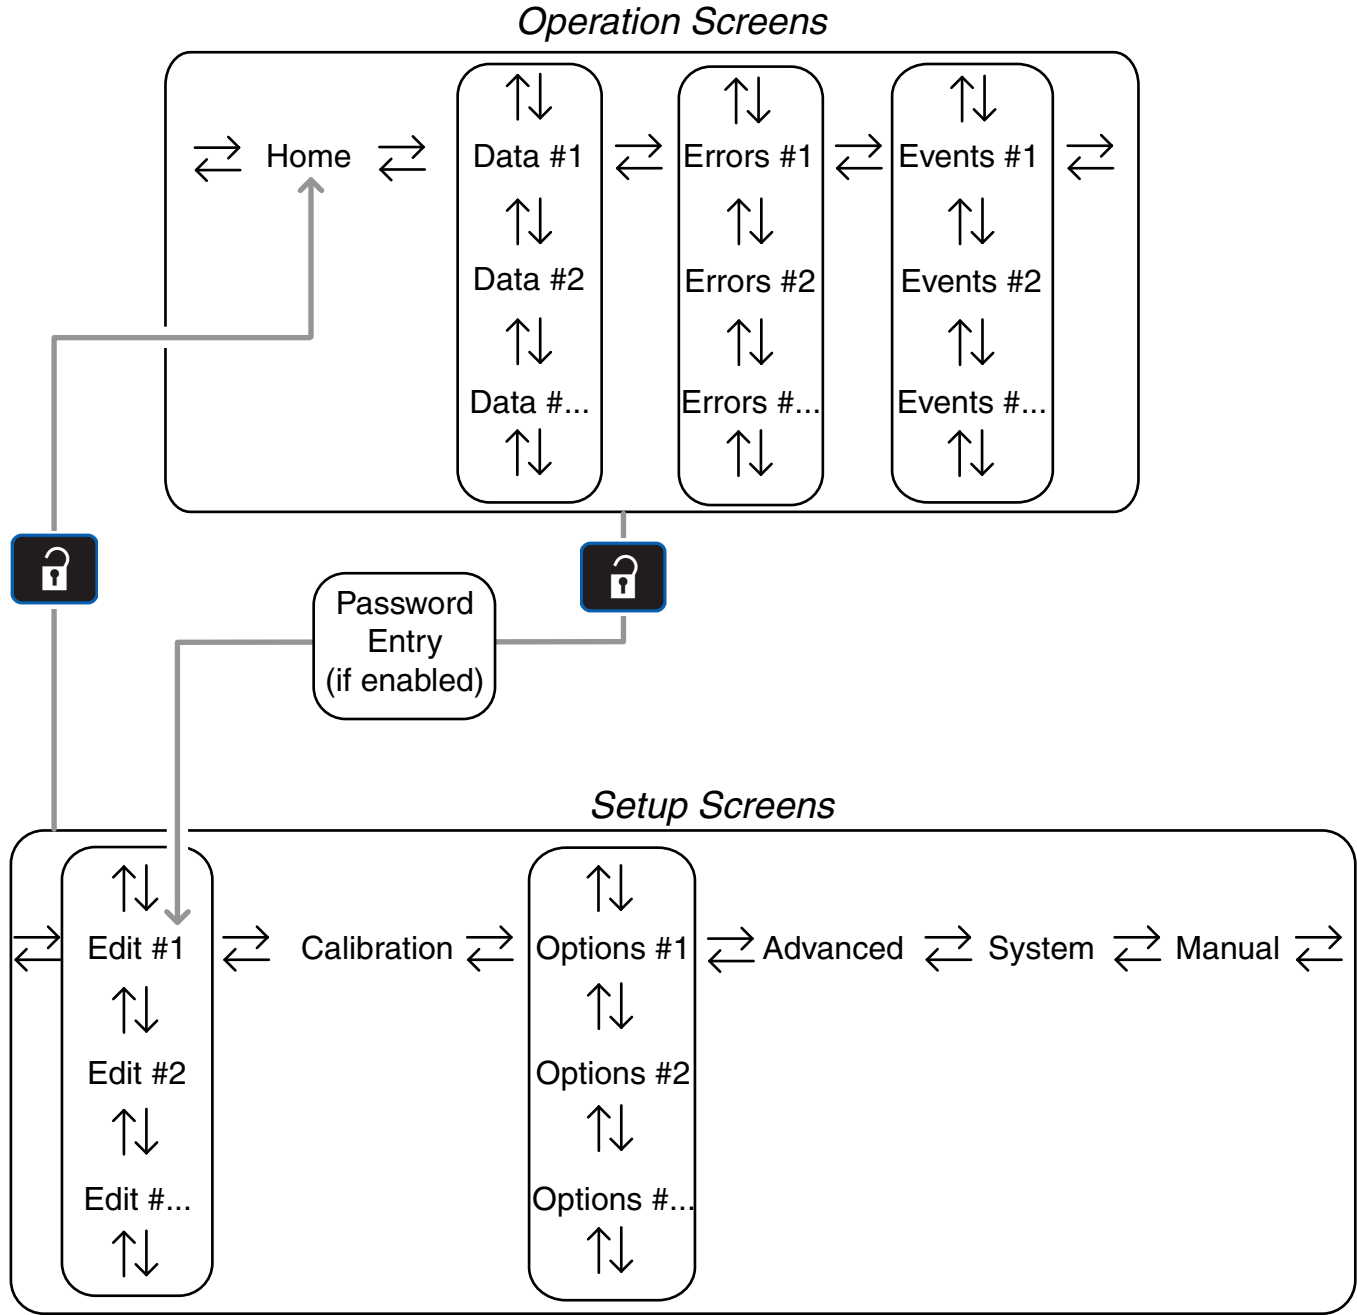 Operation Screens
Home Data #1 Errors #1 Events #1
Data #2 Errors #2 Events #2
Data #... Errors #... Events #...
Password
Entry
(if enabled)
Setup Screens
Edit #1 Calibration Options #1 Advanced System Manual
Edit #2 Options #2
Edit #... Options #...